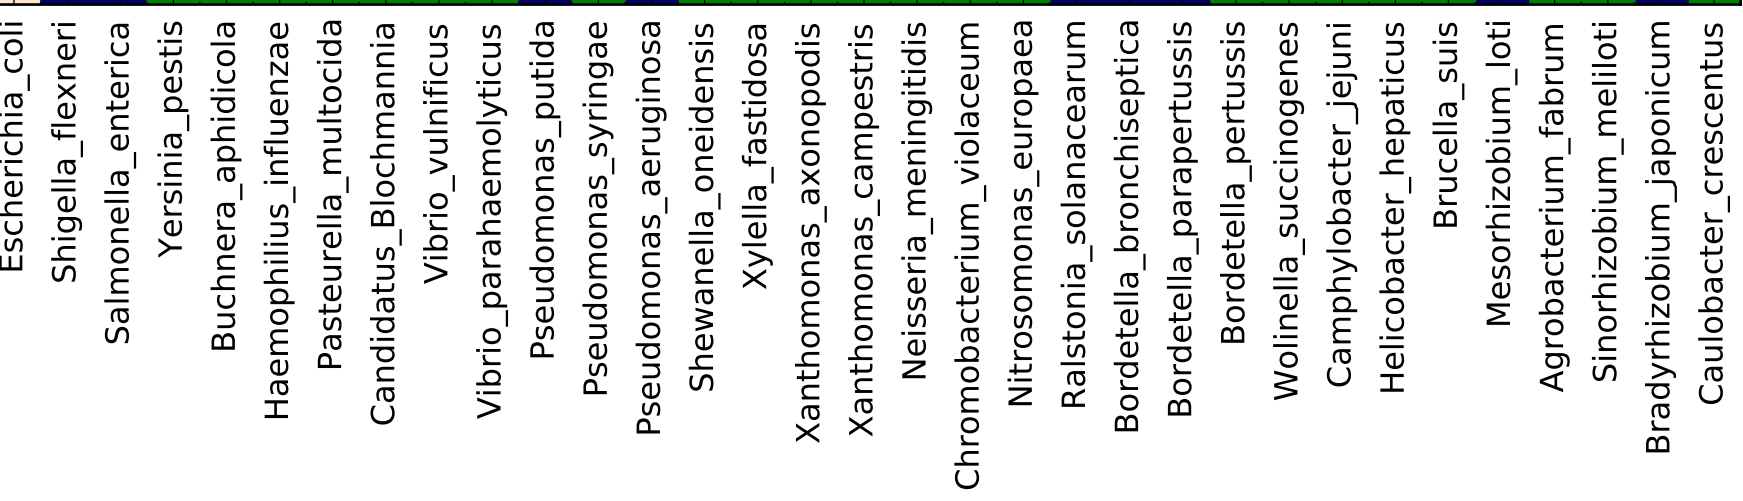 Escherichia_coli
Shigella_flexneri
Salmonella_enterica
Yersinia_pestis
Buchnera_aphidicola
Haemophilius_influenzae
Pasteurella_multocida
Candidatus_Blochmannia
Vibrio_vulnificus
Vibrio_parahaemolyticus
Pseudomonas_putida
Pseudomonas_syringae
Pseudomonas_aeruginosa
Shewanella_oneidensis
Xylella_fastidosa
Xanthomonas_axonopodis
Xanthomonas_campestris
Neisseria_meningitidis
Chromobacterium_violaceum
Nitrosomonas_europaea
Ralstonia_solanacearum
Bordetella_bronchiseptica
Bordetella_parapertussis
Bordetella_pertussis
Wolinella_succinogenes
Camphylobacter_jejuni
Helicobacter_hepaticus
Brucella_suis
Mesorhizobium_loti
Agrobacterium_fabrum
Sinorhizobium_meliloti
Bradyrhizobium_japonicum
Caulobacter_crescentus